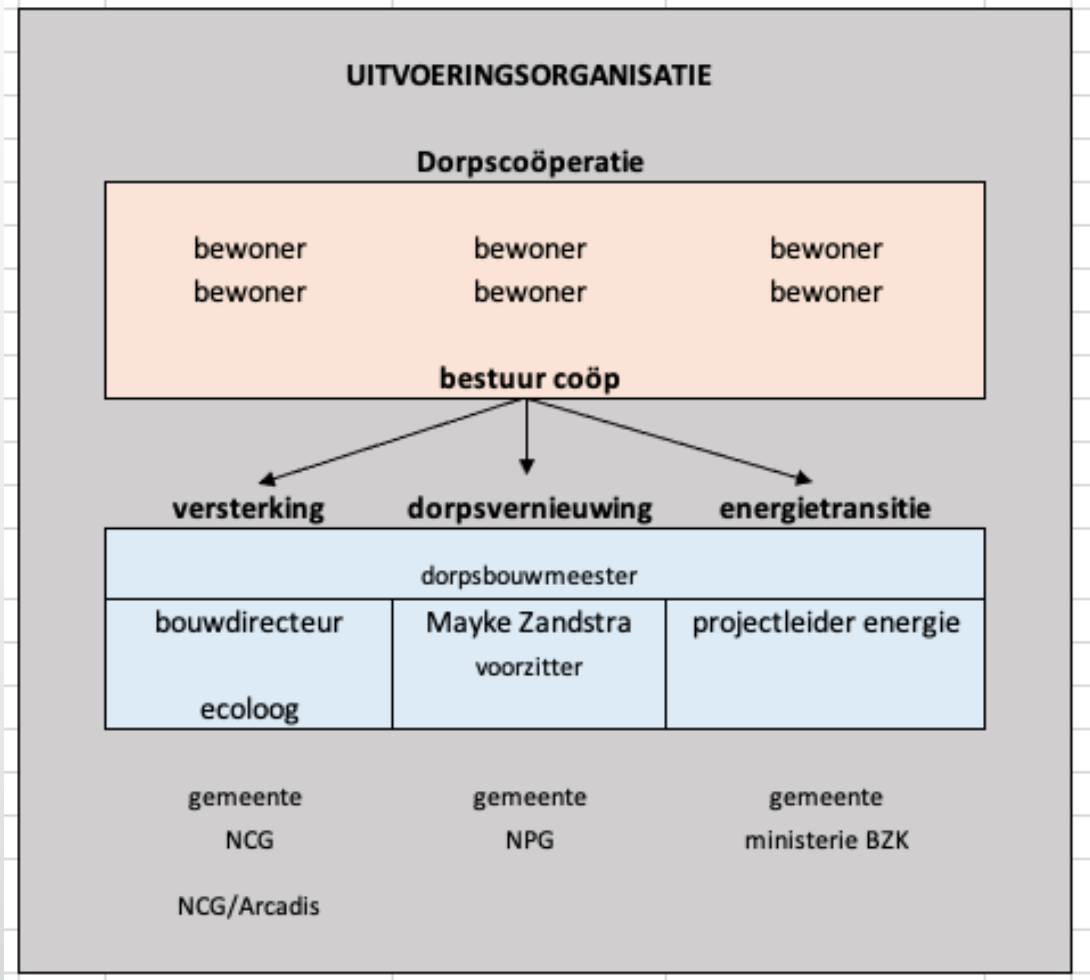 UITVOERINGSORGANISATIE
Dorpscoöperatie
bewoner bewoner bewoner
bewoner bewoner bewoner
bestuur coöp
versterking dorpsvernieuwing energietransitie
dorpsbouwmeester
bouwdirecteur Mayke Zandstra projectleider energie
voorzitter
ecoloog
gemeente gemeente gemeente
NCG NPG ministerie BZK
NCG/Arcadis